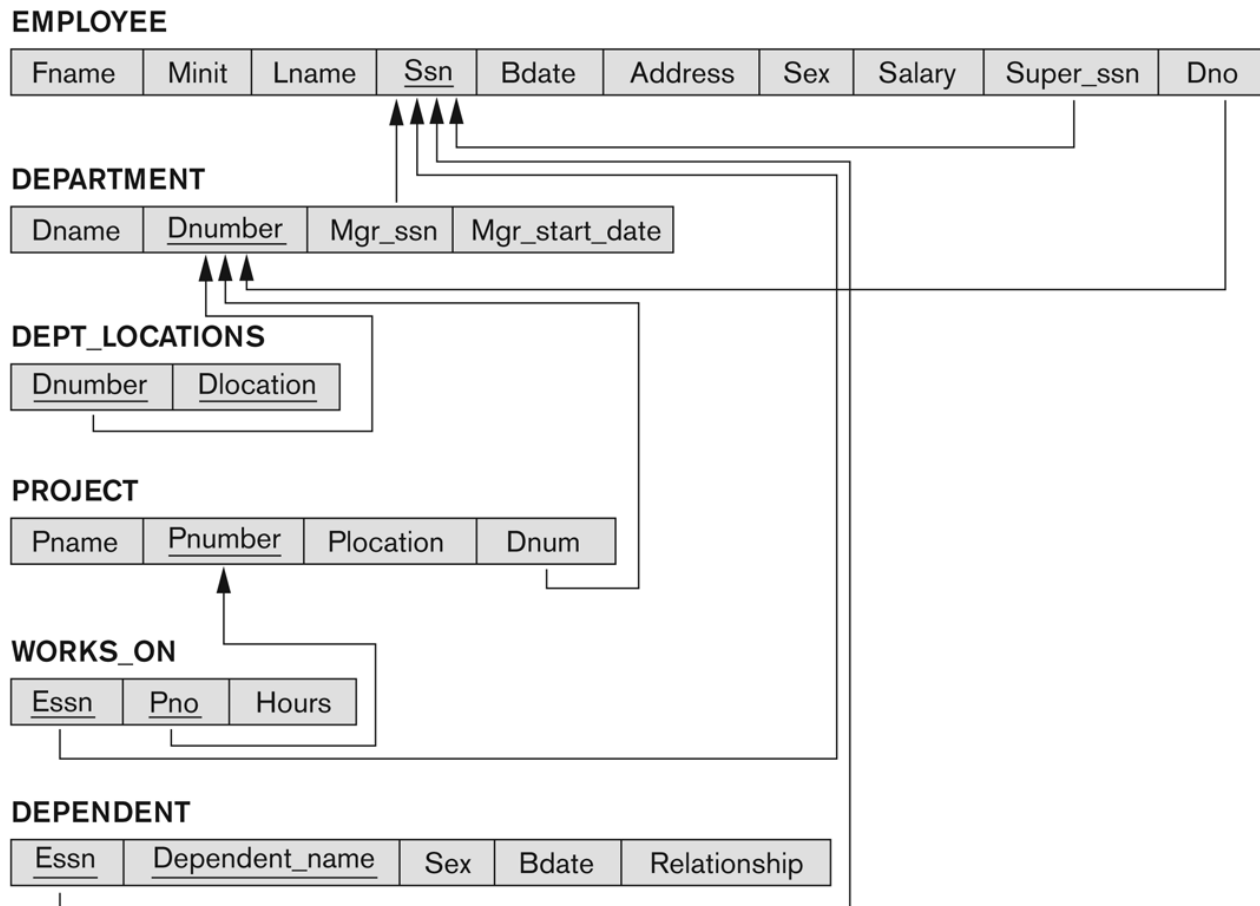 EMPLOYEE
Fname Minit Lname Ssn Bdate Address Sex Salary Super_ssn Dno
DEPARTMENT
Dname Dnumber Mgr_ssn Mgr_start_date
DEPT_LOCATIONS
Dnumber Dlocation
PROJECT
Pname Pnumber Plocation Dnum
WORKS_ON
Essn Pno Hours
DEPENDENT
Essn Dependent_name Sex Bdate Relationship